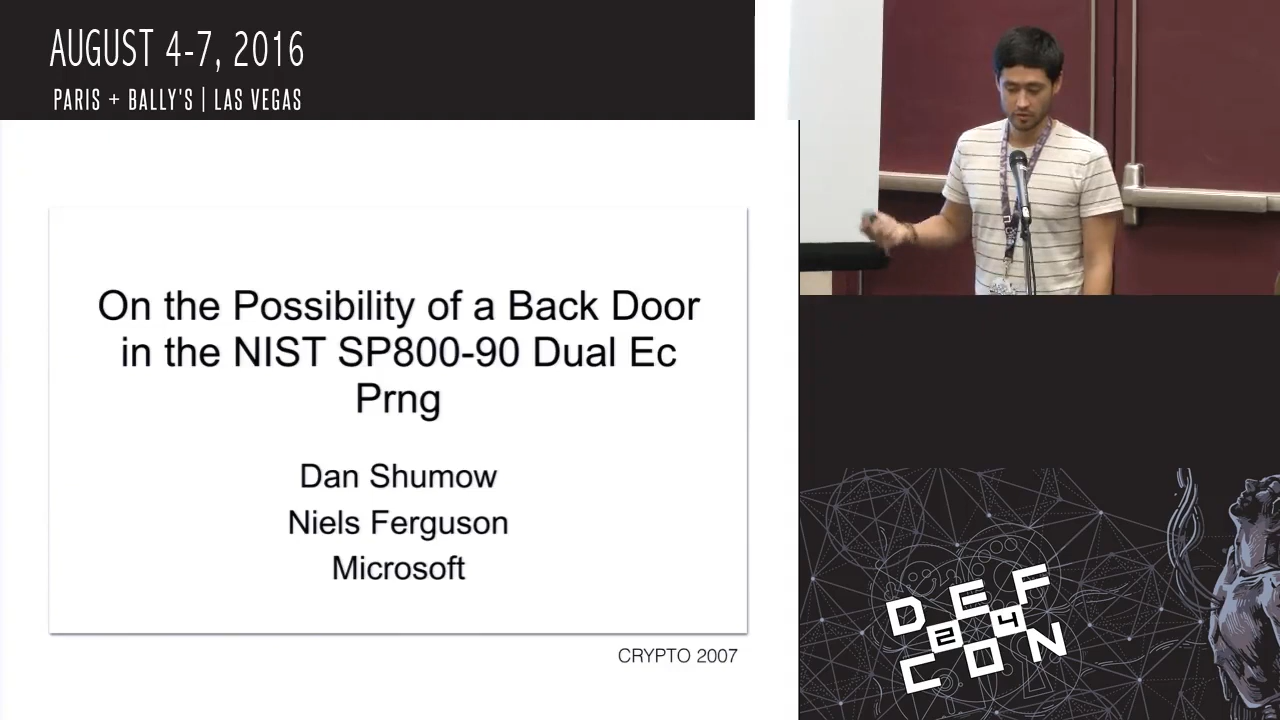 AUGUST 4-7, 2016
PARIS + BALLY'S | LAS VEGAS
On the Possibility of a Back Door
in the NIST SP800-90 Dual Ec
Prng
Dan Shumow
Niels Ferguson
Microsoft
CRYPTO 2007
DEF
24
CON